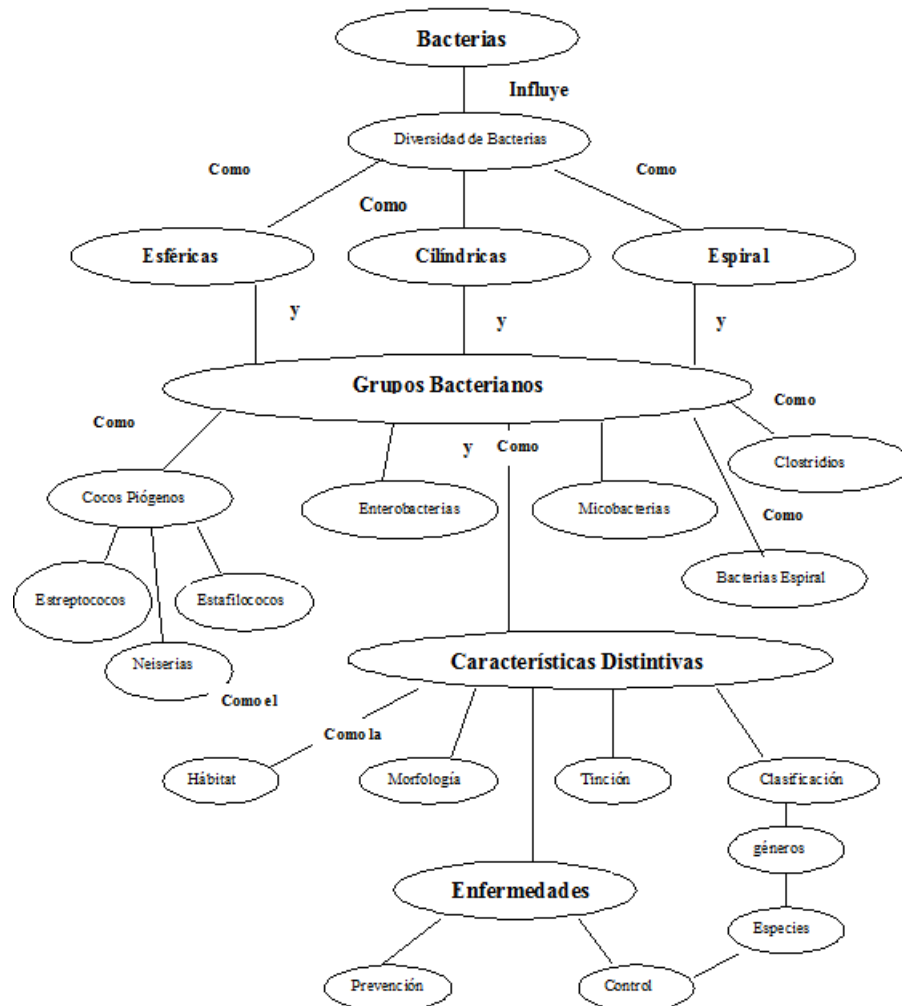 Bacterias
Influye
Diversidad de Bacterias
Como
Como
Como
Esféricas
Cilíndricas
Espiral
y
y
y
Grupos Bacterianos
Como
Como
y
Como
Clostridios
Cocos Piógenos
Enterobacterias
Micobacterias
Como
Bacterias Espiral
Estreptococos
Estafilococos
Neiserias
Características Distintivas
Como el
Como la
Hábitat
Morfología
Tinción
Clasificación
géneros
Enfermedades
Especies
Prevención
Control